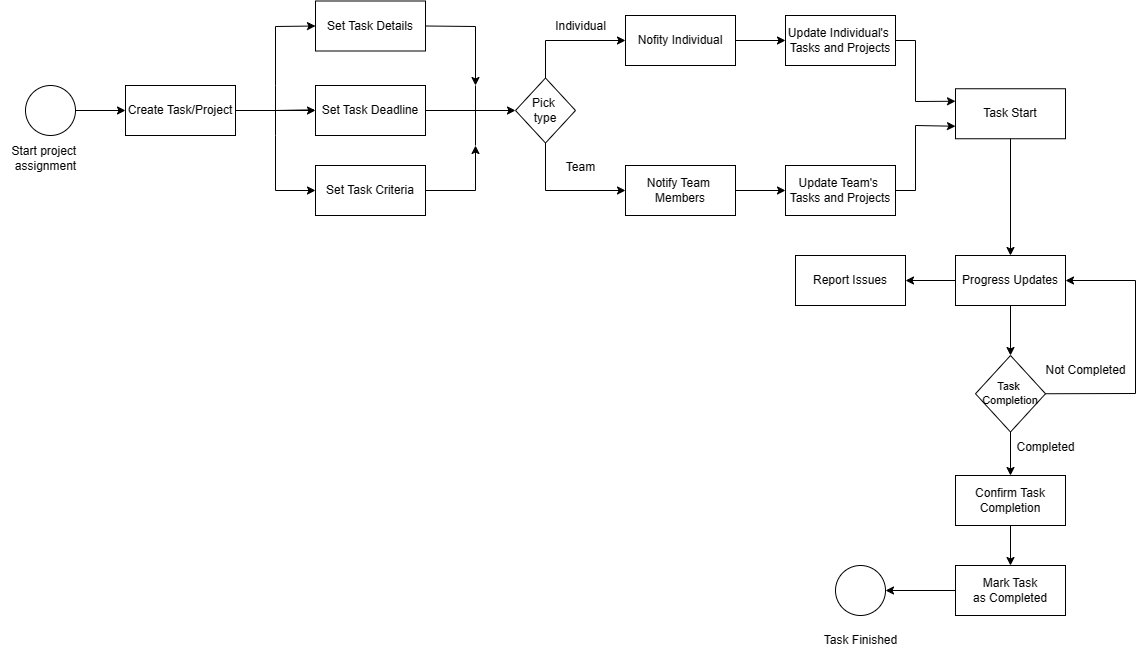 Start project
assignment
Create Task/Project
Set Task Details
Set Task Deadline
Set Task Criteria
Pick
type
Individual
Team
Nofity Individual
Update Individual's
Tasks and Projects
Notify Team
Members
Update Team's
Tasks and Projects
Task Start
Progress Updates
Report Issues
Task
Completion
Not Completed
Completed
Confirm Task
Completion
Mark Task
as Completed
Task Finished